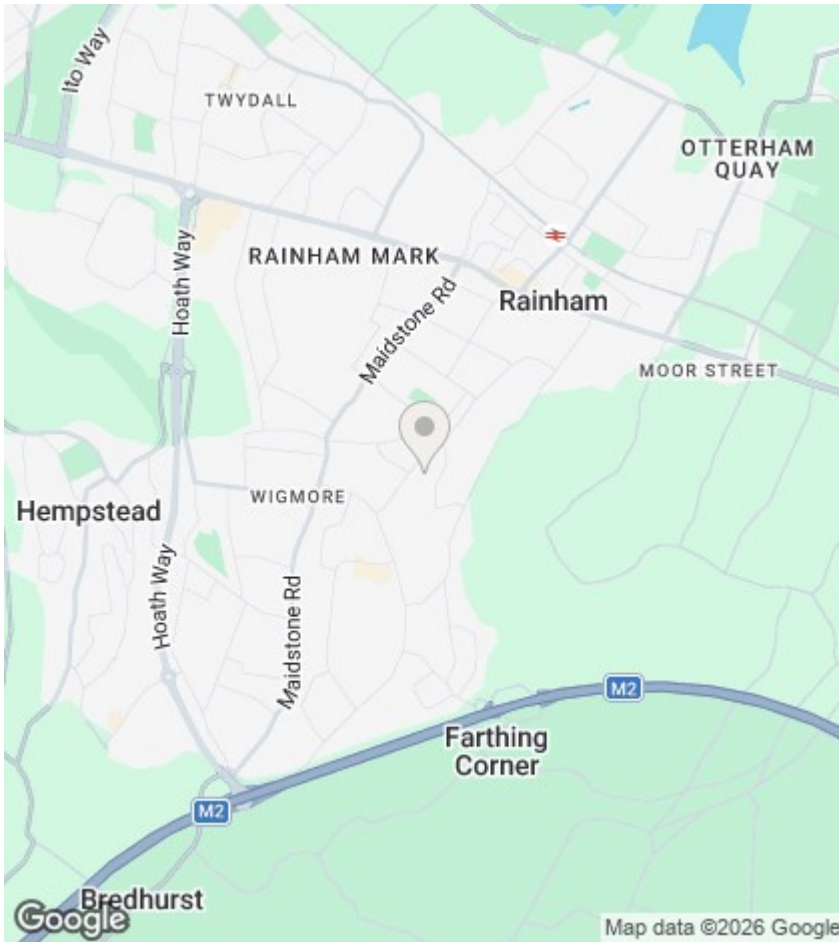 Ito Way
TWYDALL
OTTERHAM
QUAY
Hoath Way
RAINHAM MARK
Maidstone Rd
Rainham
MOOR STREET
WIGMORE
Hempstead
Hoath Way
Maidstone Rd
M2
Farthing
Corner
M2
Bredhurst
Google
Map data ©2026 Google